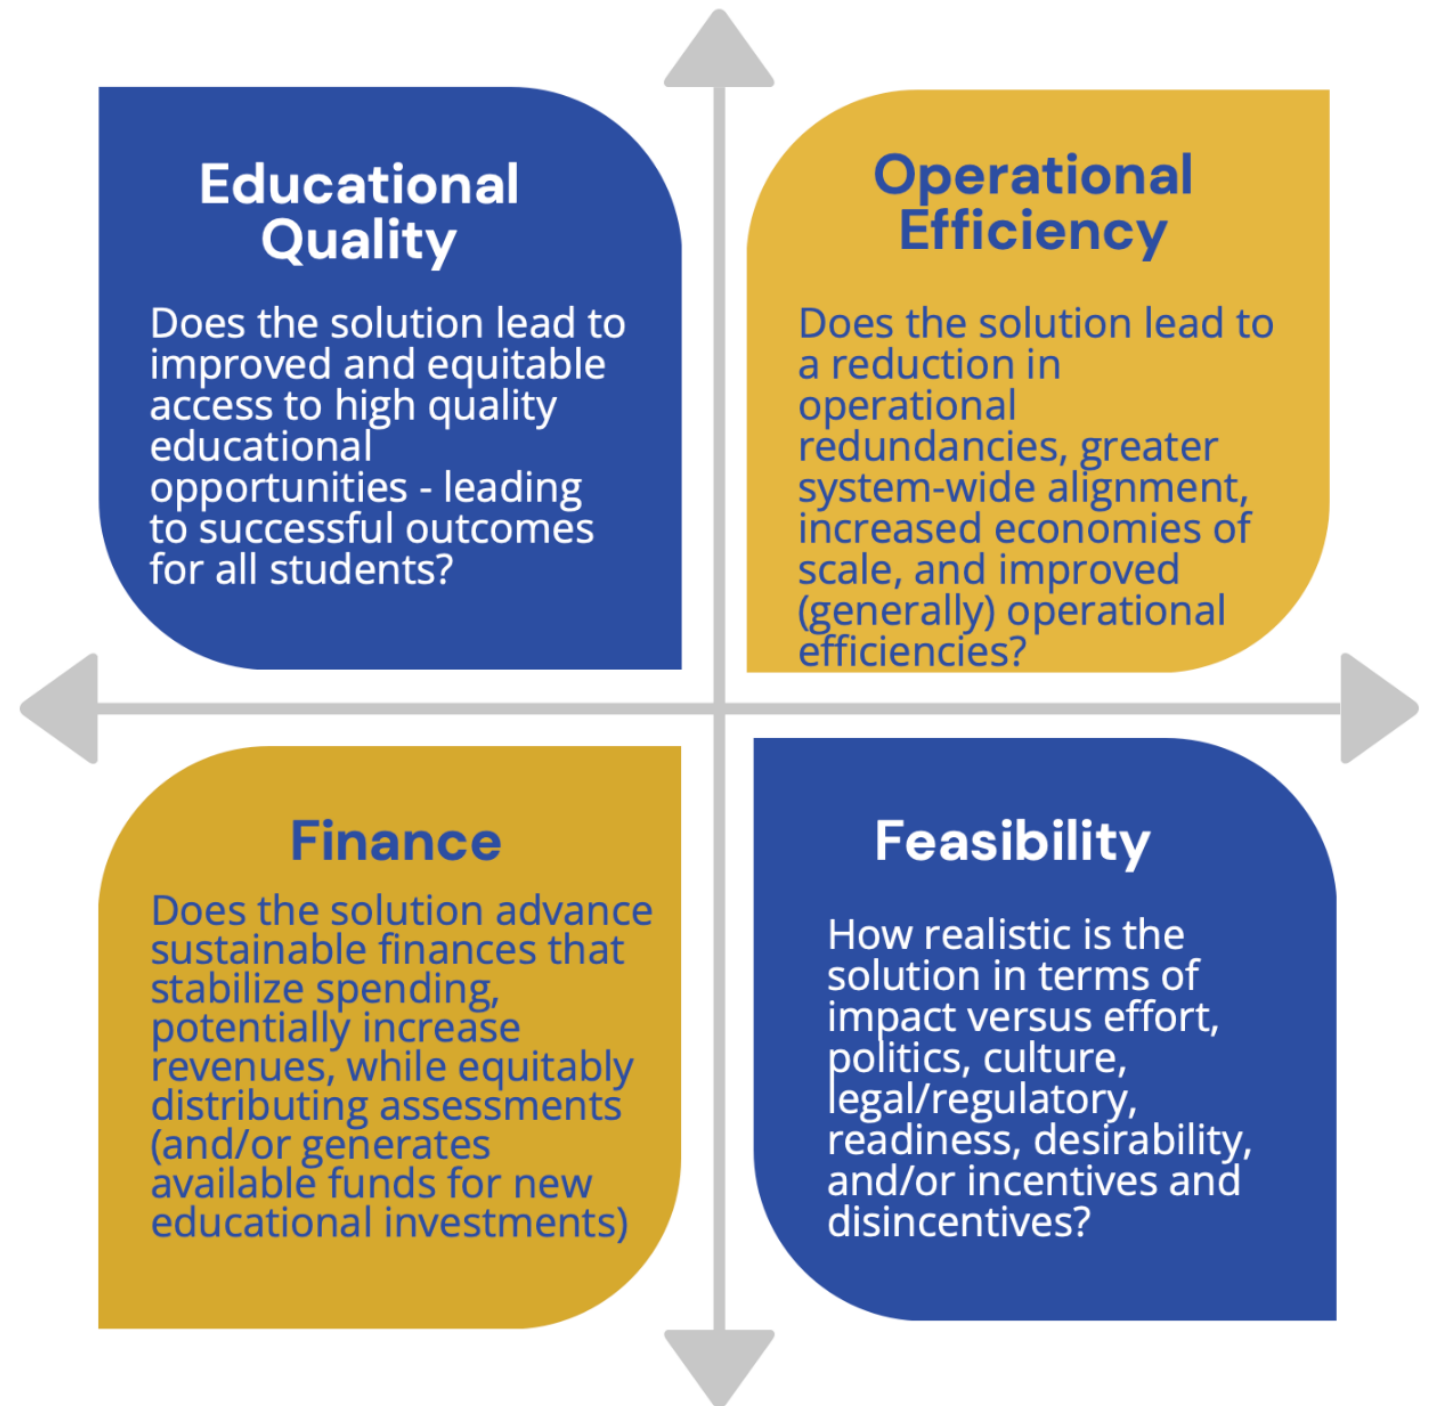 Educational
Quality
Does the solution lead to
improved and equitable
access to high quality
educational
opportunities - leading
to successful outcomes
for all students?
Operational
Efficiency
Does the solution lead to
a reduction in
operational
redundancies, greater
system-wide alignment,
increased economies of
scale, and improved
(generally) operational
efficiencies?
Finance
Does the solution advance
sustainable finances that
stabilize spending,
potentially increase
revenues, while equitably
distributing assessments
(and/or generates
available funds for new
educational investments)
Feasibility
How realistic is the
solution in terms of
impact versus effort,
politics, culture,
legal/regulatory,
readiness, desirability,
and/or incentives and
disincentives?